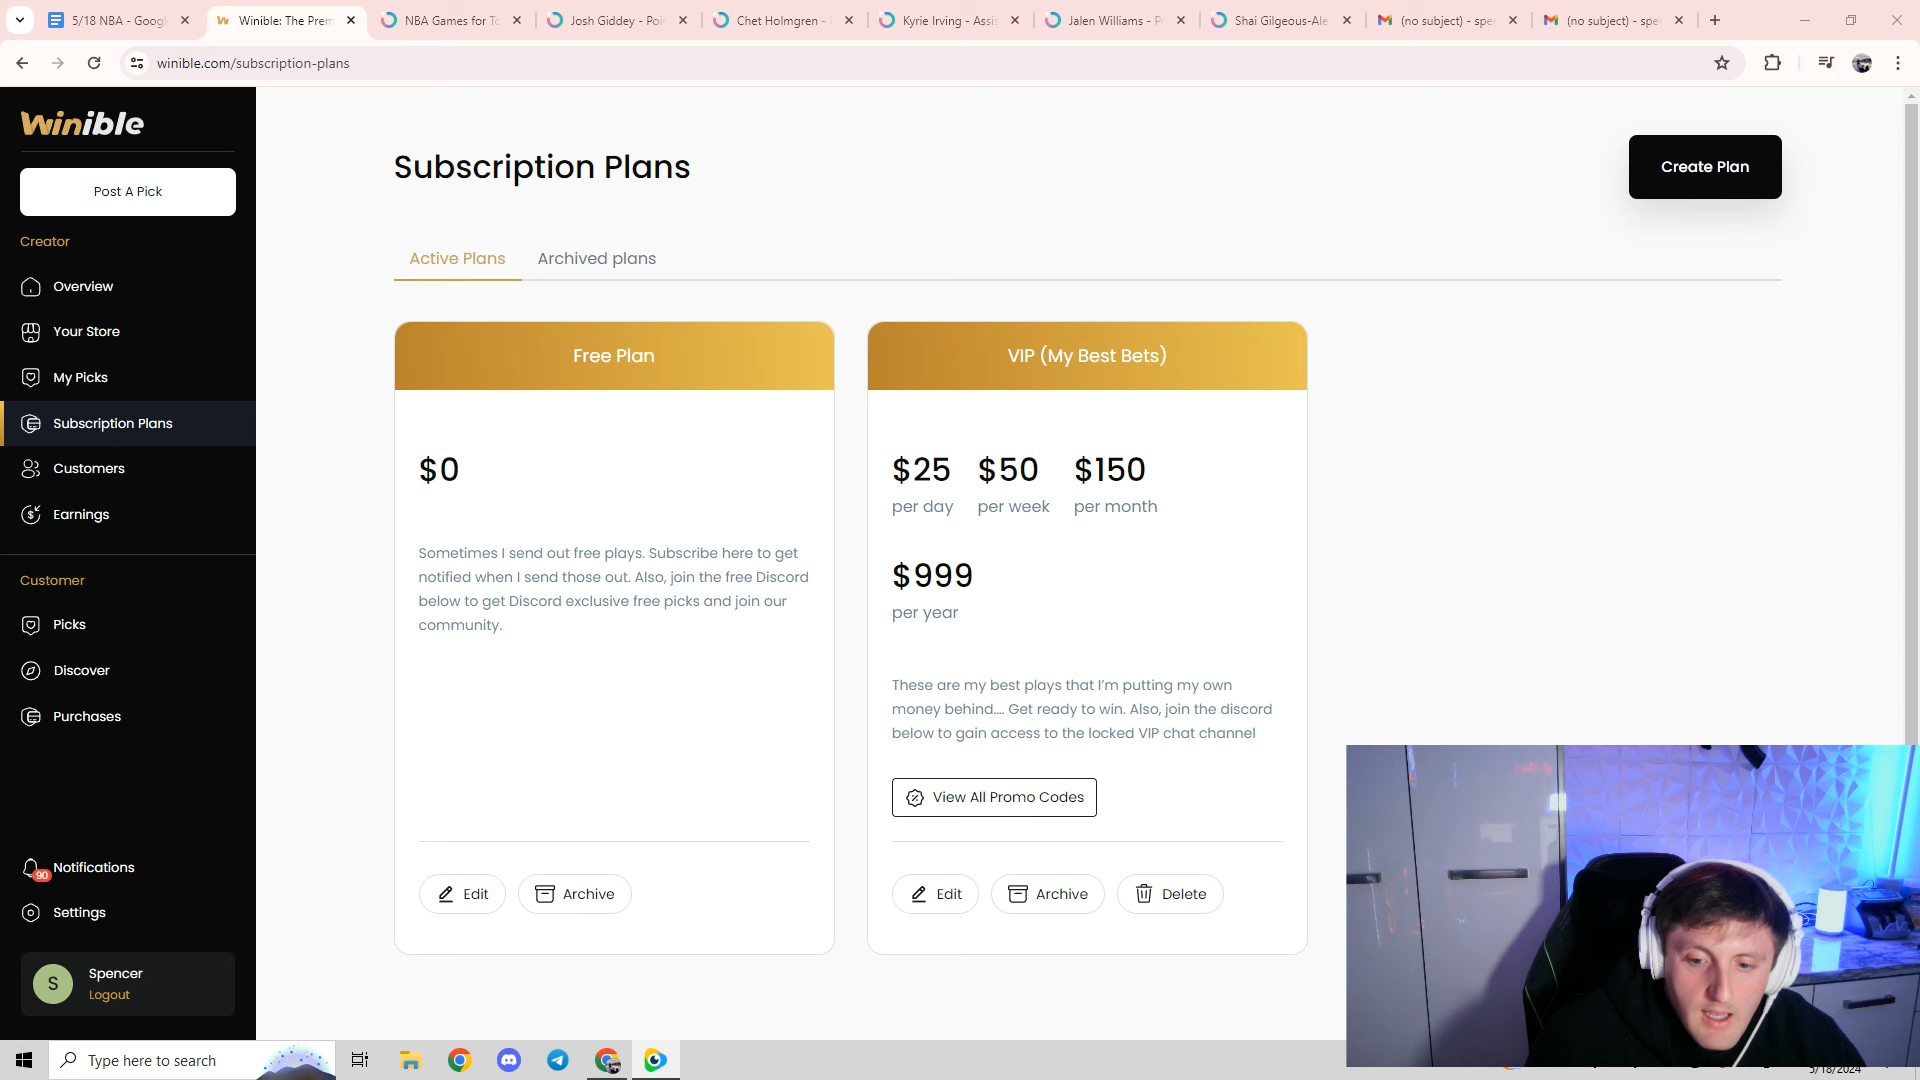 5/18 NBA - Goog
Winible: The Prem
NBA Games for To
Josh Giddey - Poi
Chet Holmgren -
Kyrie Irving - Assis
Jalen Williams - P
Shai Gilgeous-Ale
(no subject) - spe
(no subject) - spe
winible.com/subscription-plans
Winible
Post A Pick
Creator
Overview
Your Store
My Picks
Subscription Plans
Customers
Earnings
Customer
Picks
Discover
Purchases
90
Notifications
Settings
S
Spencer
Logout
Subscription Plans
Create Plan
Active Plans
Archived plans
Free Plan
$0
Sometimes I send out free plays. Subscribe here to get
notified when I send those out. Also, join the free Discord
below to get Discord exclusive free picks and join our
community.
Edit
Archive
VIP (My Best Bets)
$25 $50 $150
per day per week per month
$999
per year
These are my best plays that I’m putting my own
money behind.... Get ready to win. Also, join the discord
below to gain access to the locked VIP chat channel
View All Promo Codes
Edit
Archive
Delete
Type here to search
5/18/2024